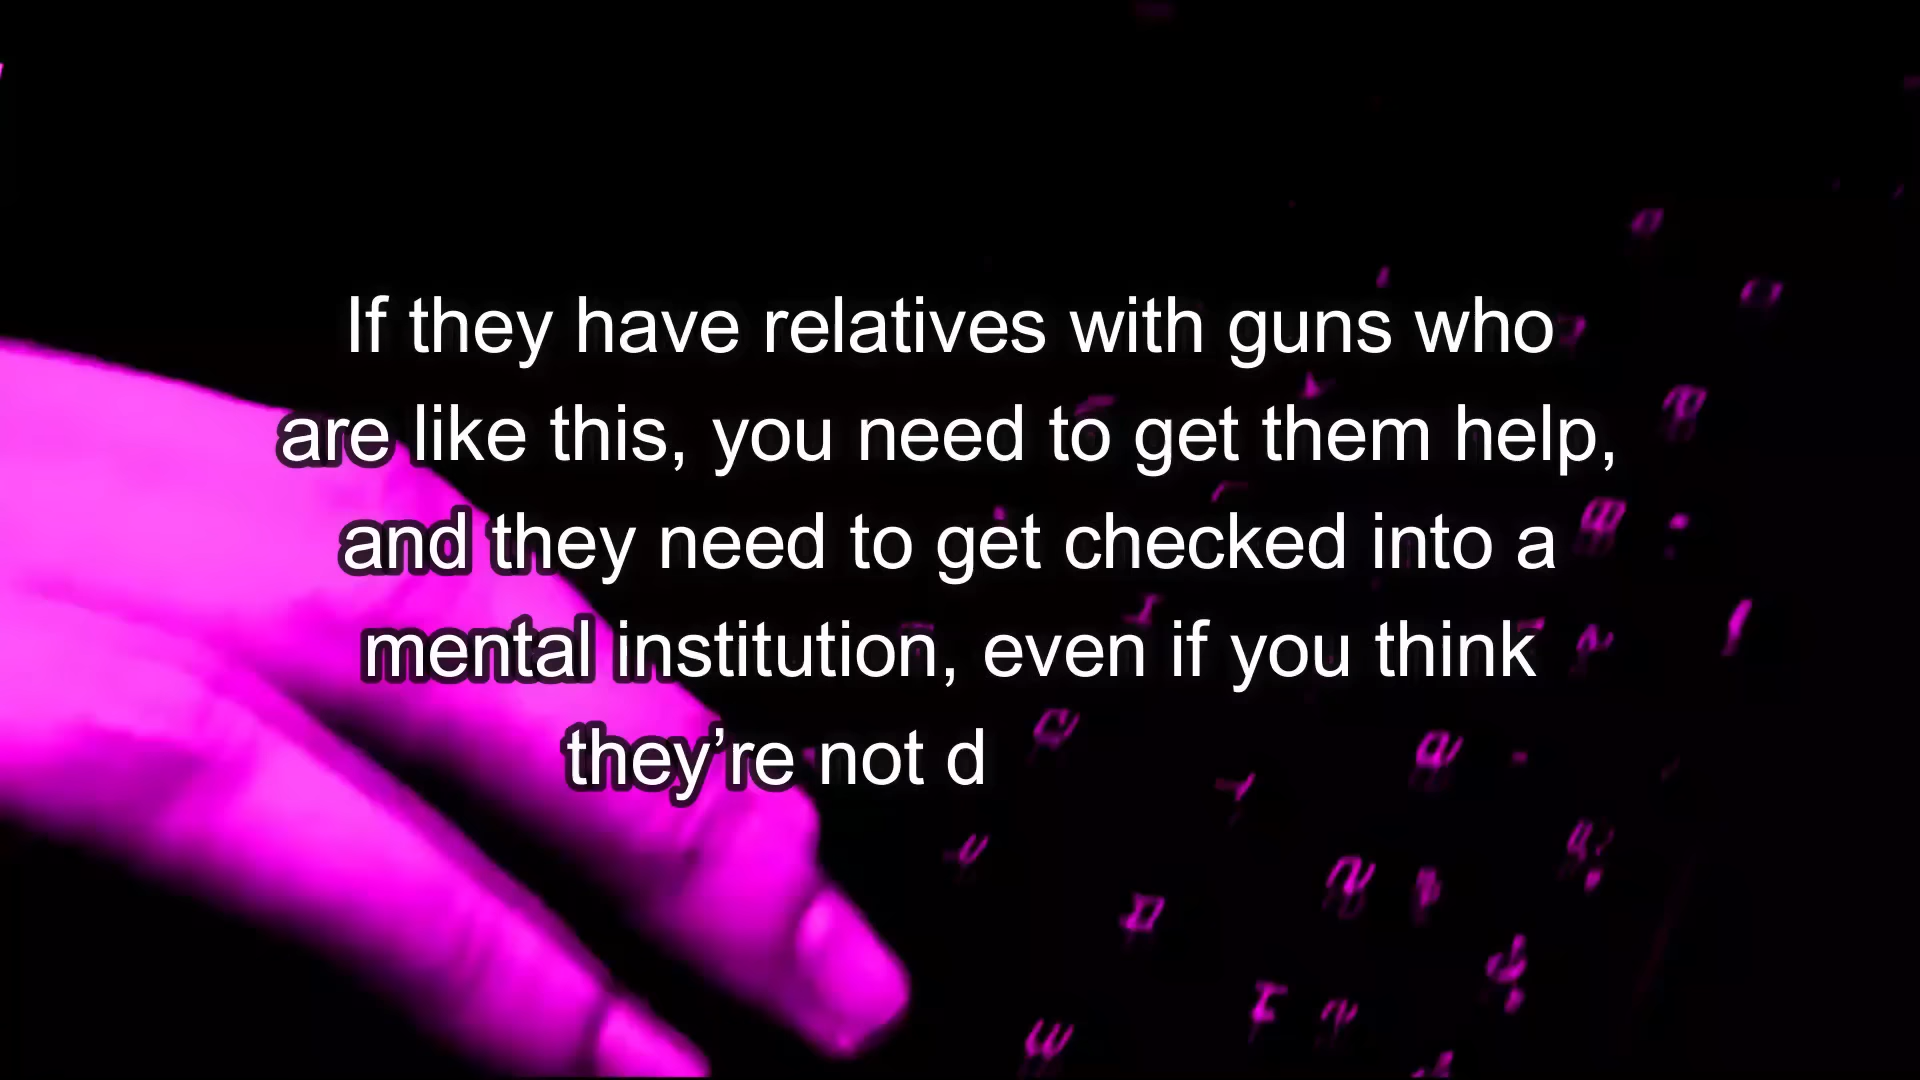 If they have relatives with guns who
are like this, you need to get them help,
and they need to get checked into a
mental institution, even if you think
they’re not d